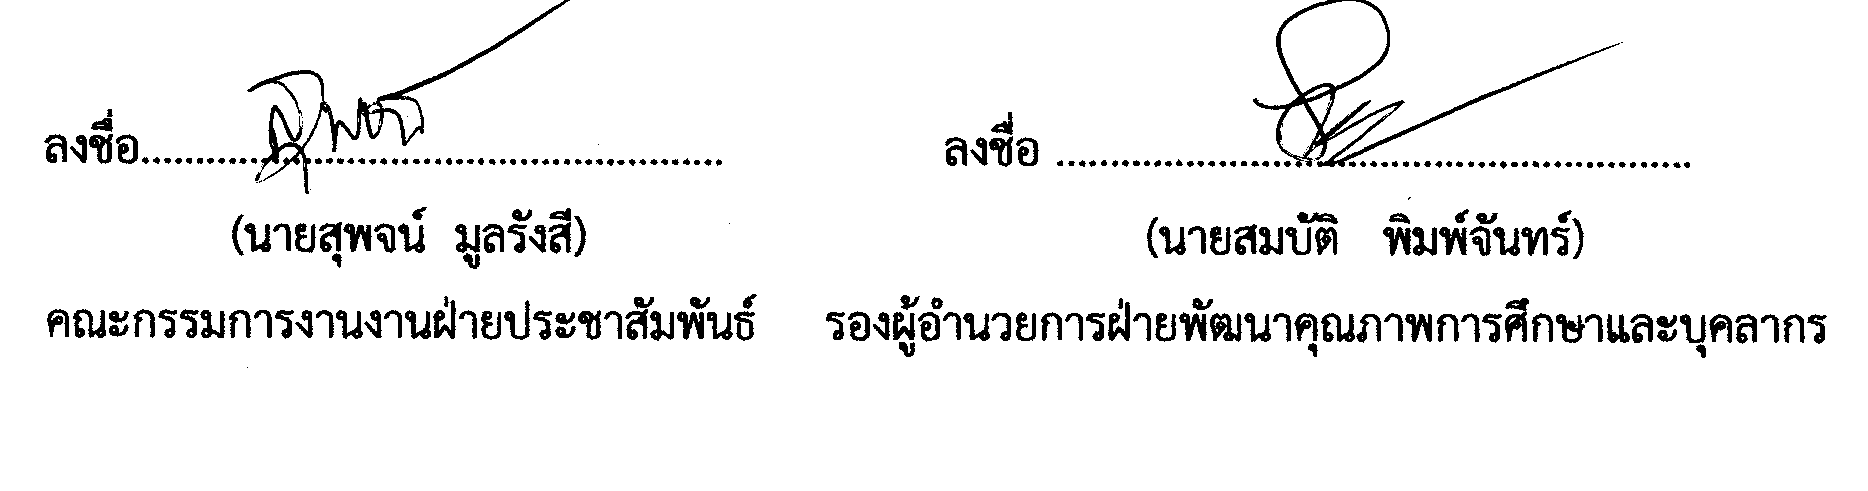 ลงชื่อ................................................ ลงชื่อ ................................................
(นายสุพจน์ มูลรังสี) (นายสมบัติ พิมพ์จันทร์)
คณะกรรมการงานงานฝ่ายประชาสัมพันธ์ รองผู้อำนวยการฝ่ายพัฒนาคุณภาพการศึกษาและบุคลากร